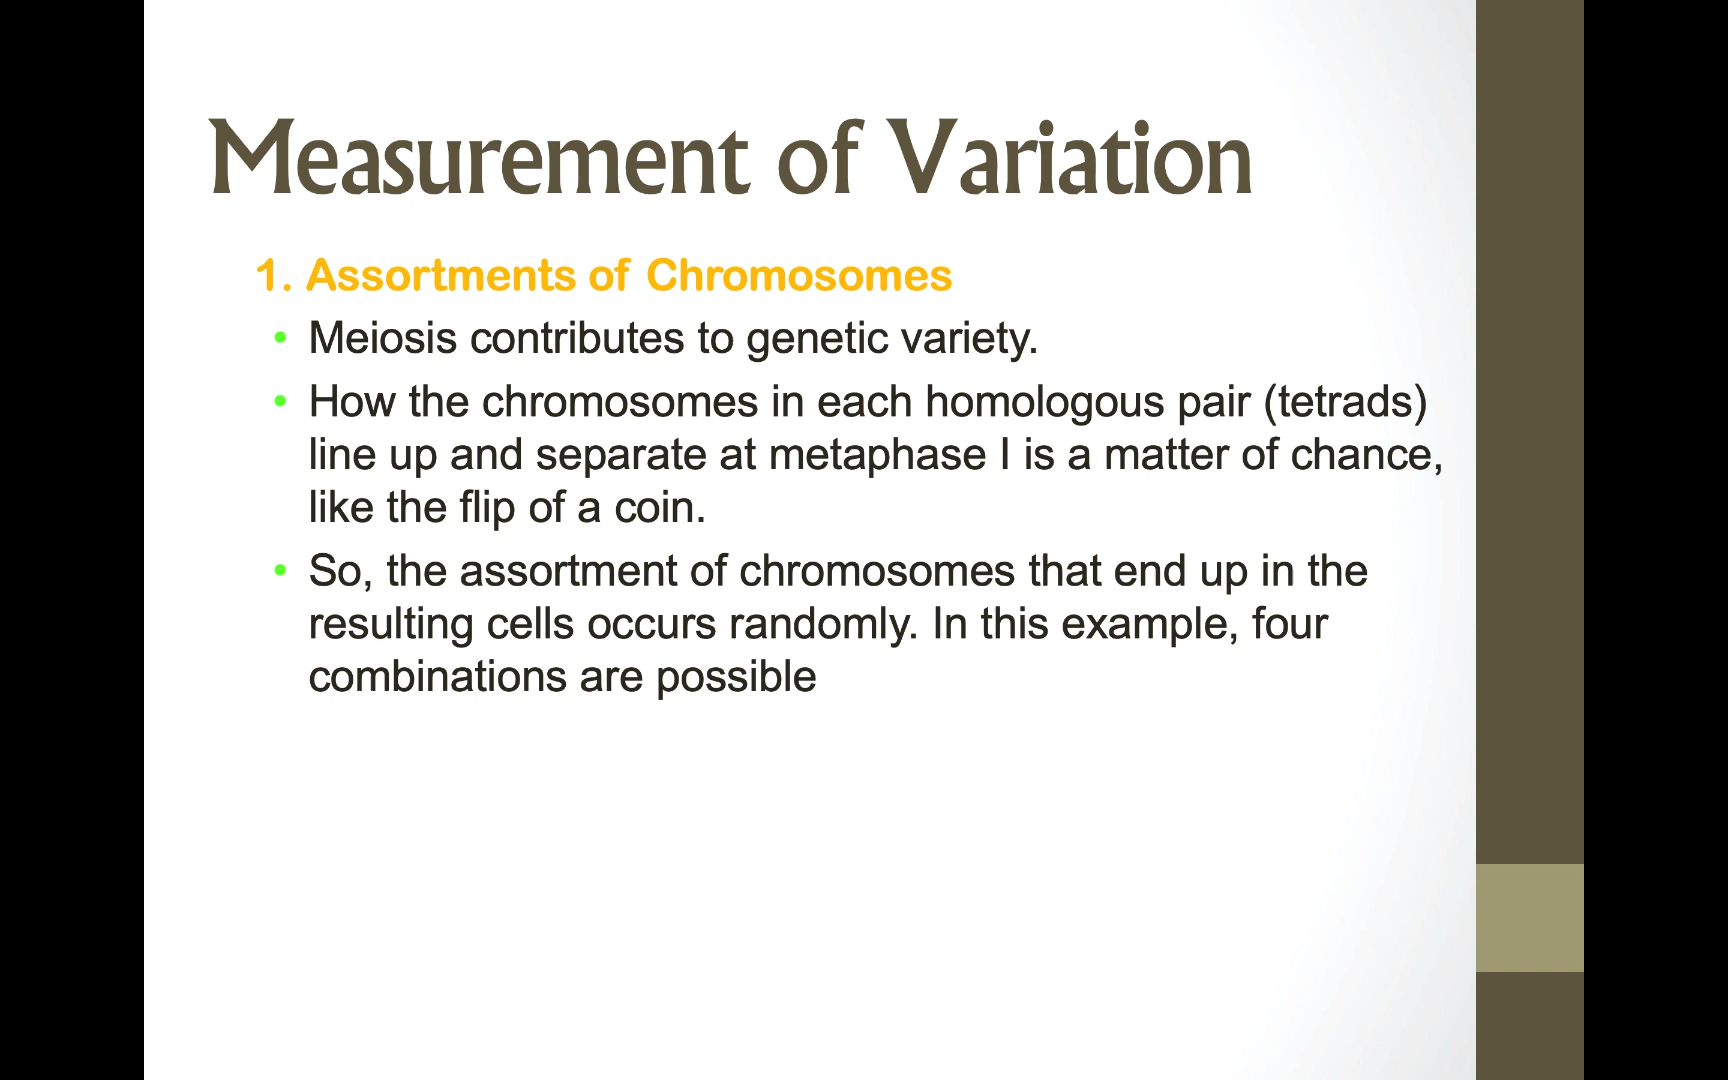 Measurement of Variation
1. Assortments of Chromosomes
• Meiosis contributes to genetic variety.
• How the chromosomes in each homologous pair (tetrads)
line up and separate at metaphase I is a matter of chance,
like the flip of a coin.
• So, the assortment of chromosomes that end up in the
resulting cells occurs randomly. In this example, four
combinations are possible